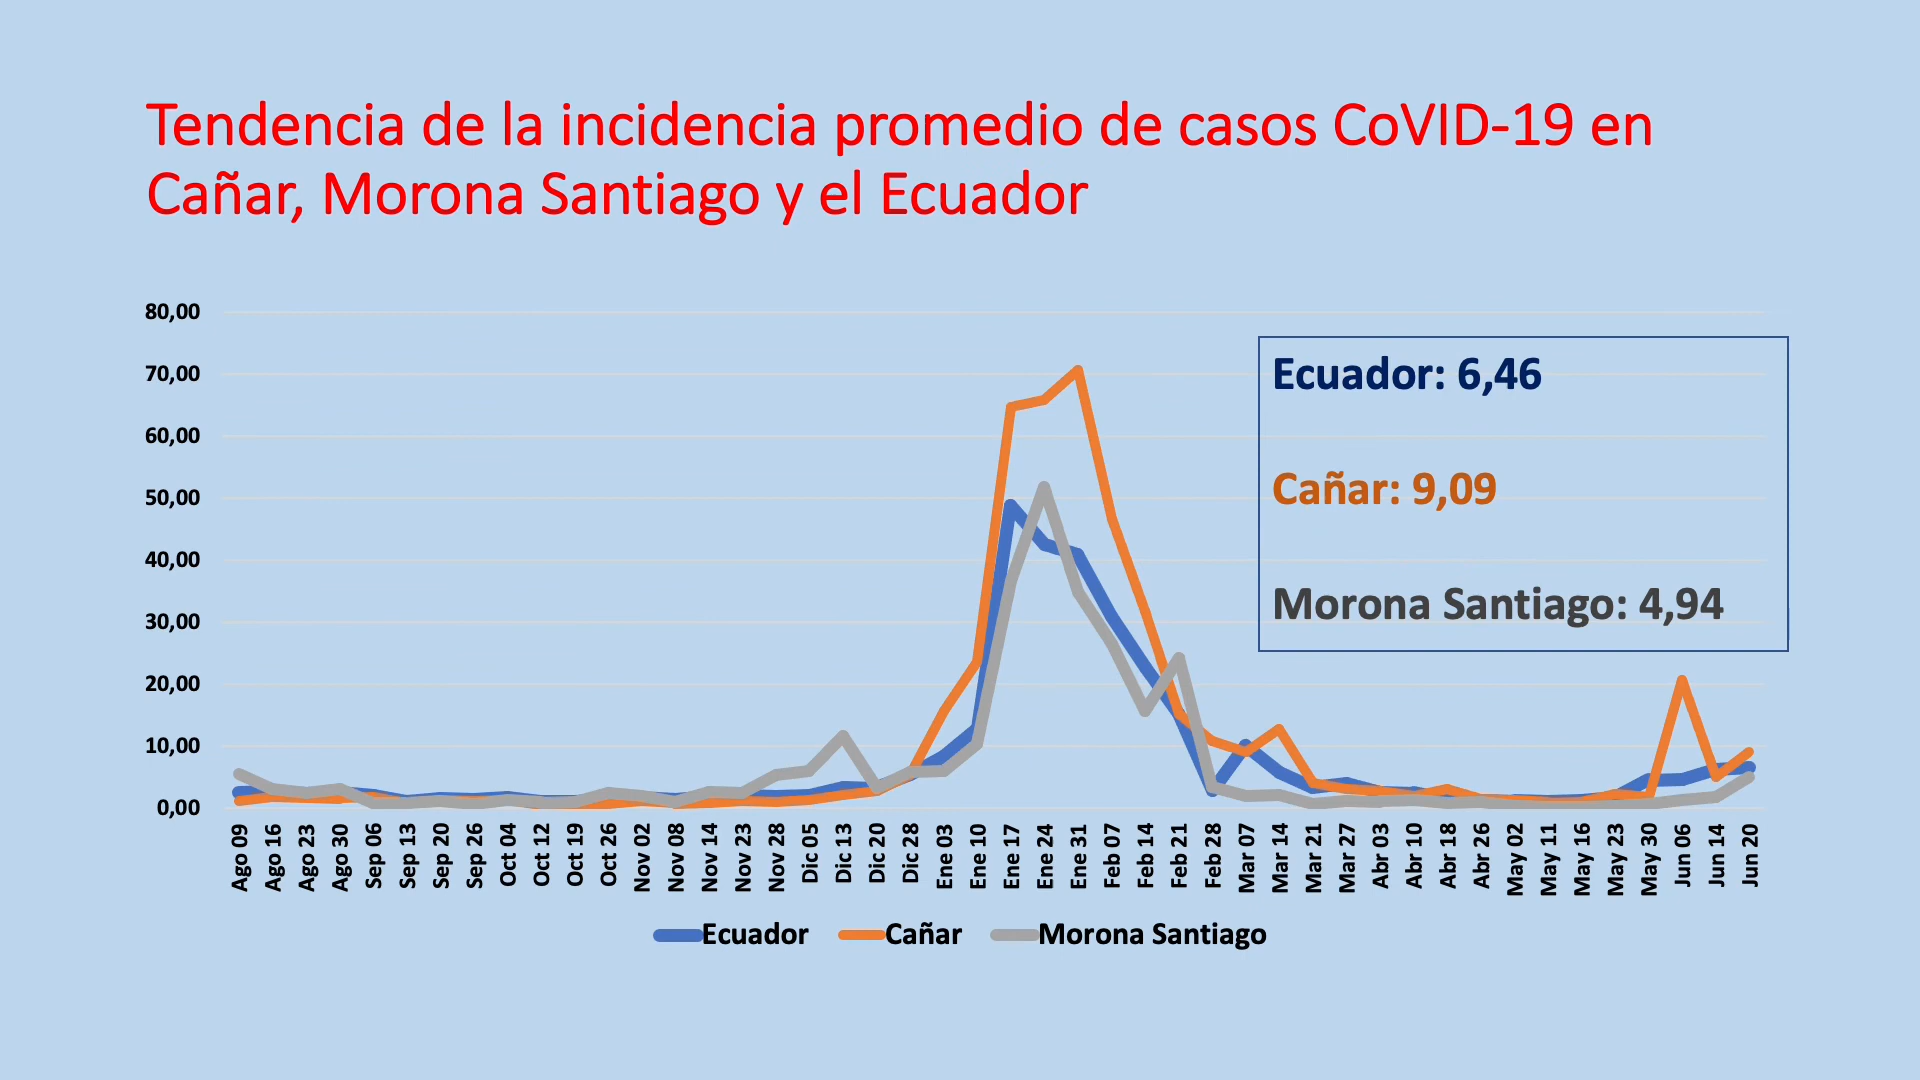 Tendencia de la incidencia promedio de casos CoVID-19 en
Cañar, Morona Santiago y el Ecuador
80,00
70,00
60,00
50,00
40,00
30,00
20,00
10,00
0,00
Ecuador: 6,46
Cañar: 9,09
Morona Santiago: 4,94
Ago 09
Ago 16
Ago 23
Ago 30
Sep 06
Sep 13
Sep 20
Sep 26
Oct 04
Oct 12
Oct 19
Oct 26
Nov 02
Nov 08
Nov 14
Nov 23
Nov 28
Dic 05
Dic 13
Dic 20
Dic 28
Ene 03
Ene 10
Ene 17
Ene 24
Ene 31
Feb 07
Feb 14
Feb 21
Feb 28
Mar 07
Mar 14
Mar 21
Mar 27
Abr 03
Abr 10
Abr 18
Abr 26
May 02
May 11
May 16
May 23
May 30
Jun 06
Jun 14
Jun 20
Ecuador
Cañar
Morona Santiago